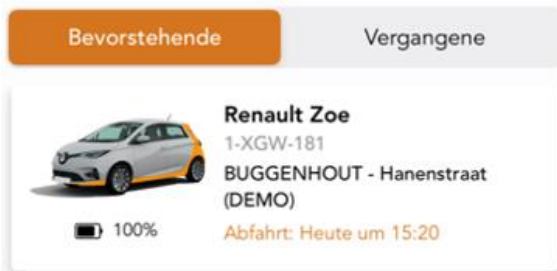 Bevorstehende
Vergangene
Renault Zoe
1-XGW-181
BUGGENHOUT - Hanenstraat
(DEMO)
100%
Abfahrt: Heute um 15:20